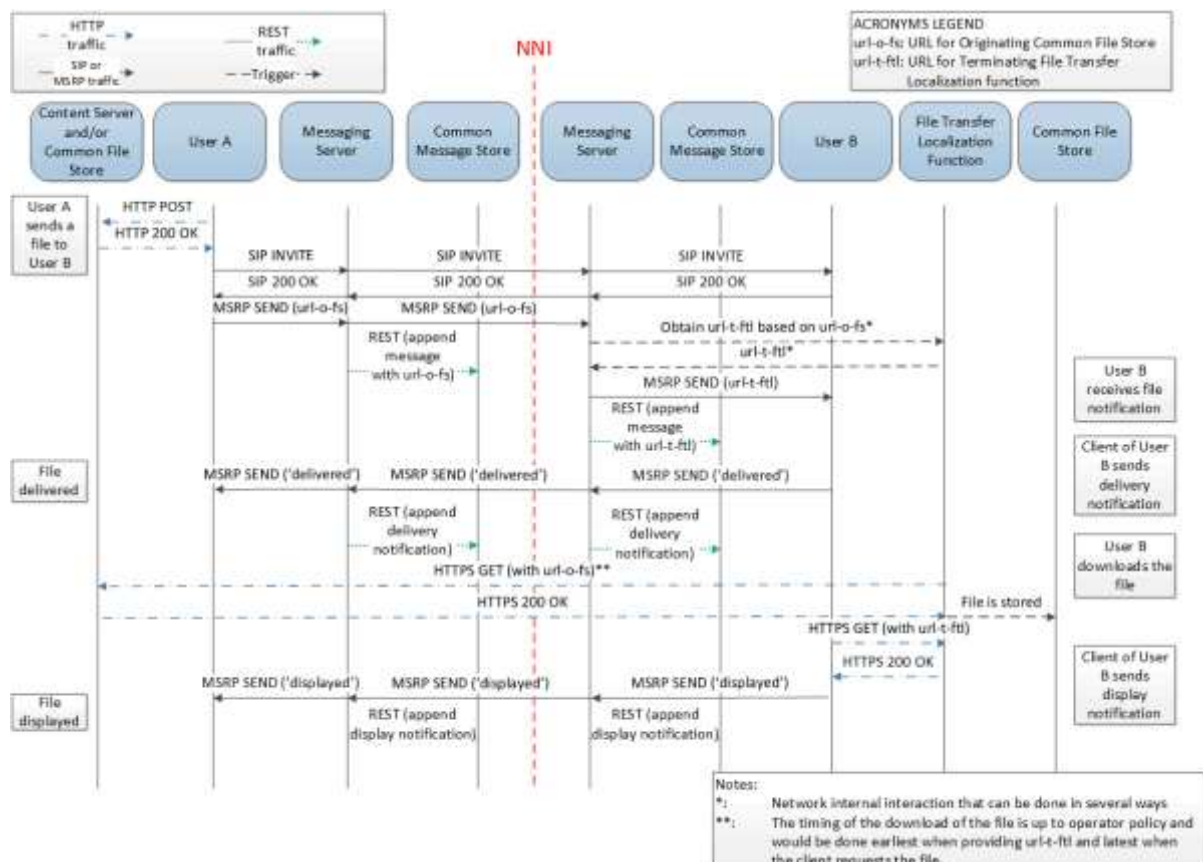 HTTP
traffic
REST
traffic
SIP or
MSRP traffic
Trigger
NNI
ACRONYMS LEGEND
url-o-fs: URL for Originating Common File Store
url-t-ftl: URL for Terminating File Transfer
Localization function
Content Server
and/or
Common File
Store
User A
Messaging
Server
Common
Message Store
Messaging
Server
Common
Message Store
User B
File Transfer
Localization
Function
Common File
Store
User A
sends a
file to
User B
HTTP POST
HTTP 200 OK
SIP INVITE
SIP INVITE
SIP INVITE
SIP 200 OK
SIP 200 OK
SIP 200 OK
MSRP SEND (url-o-fs)
MSRP SEND (url-o-fs)
Obtain url-t-ftl based on url-o-fs*
REST (append
message
with url-o-fs)
url-t-ftl*
MSRP SEND (url-t-ftl)
User B
receives file
notification
REST (append
message
with url-t-ftl)
File
delivered
MSRP SEND ('delivered')
MSRP SEND ('delivered')
MSRP SEND ('delivered')
Client of User
B sends
delivery
notification
REST (append
delivery
notification)
REST (append
delivery
notification)
User B
downloads the
file
HTTPS GET (with url-o-fs)**
HTTPS 200 OK
File is stored
HTTPS GET (with url-t-ftl)
HTTPS 200 OK
Client of User
B sends
display
notification
MSRP SEND ('displayed')
MSRP SEND ('displayed')
MSRP SEND ('displayed')
File
displayed
REST (append
display notification)
REST (append
display notification)
Notes:
*: Network internal interaction that can be done in several ways
**: The timing of the download of the file is up to operator policy and
would be done earliest when providing url-t-ftl and latest when
the client requests the file